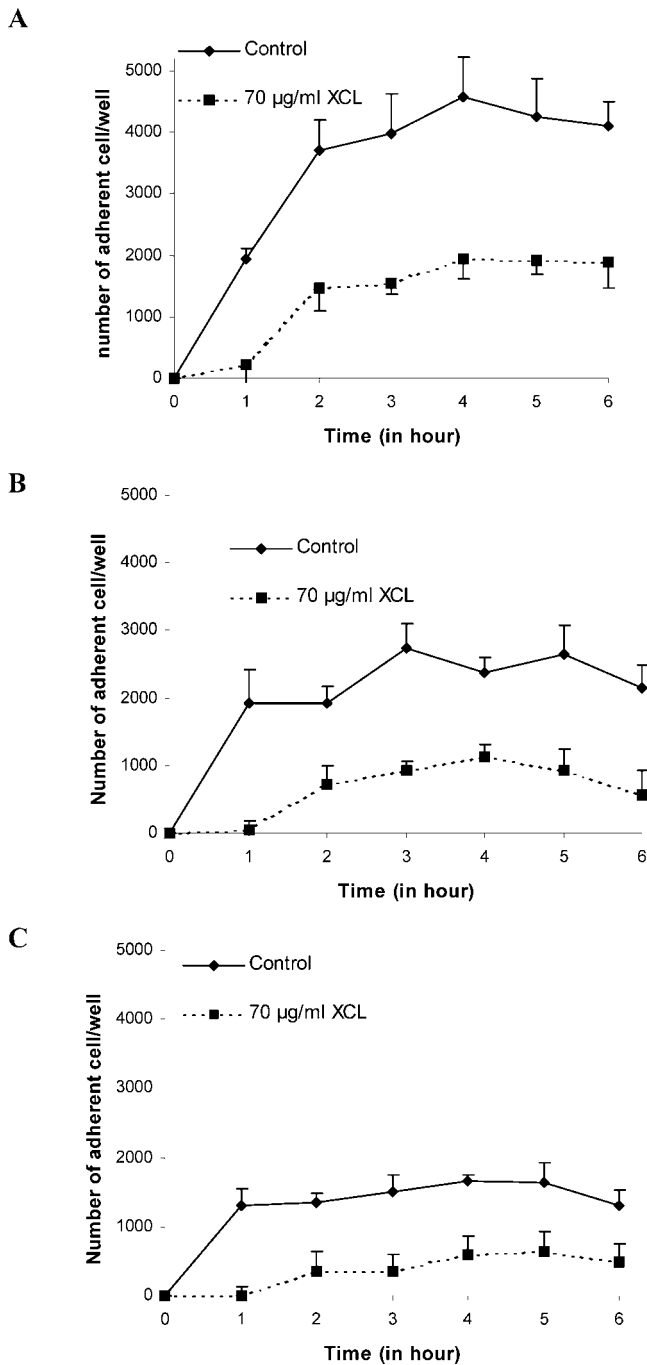 A
Control
70 µg/ml XCL
5000
4000
3000
2000
1000
0
number of adherent cell/well
0 1 2 3 4 5 6
Time (in hour)
B
5000
4000
3000
2000
1000
0
Control
70 µg/ml XCL
Number of adherent cell/well
0 1 2 3 4 5 6
Time (in hour)
C
5000
4000
3000
2000
1000
0
Control
70 µg/ml XCL
Number of adherent cell/well
0 1 2 3 4 5 6
Time (in hour)